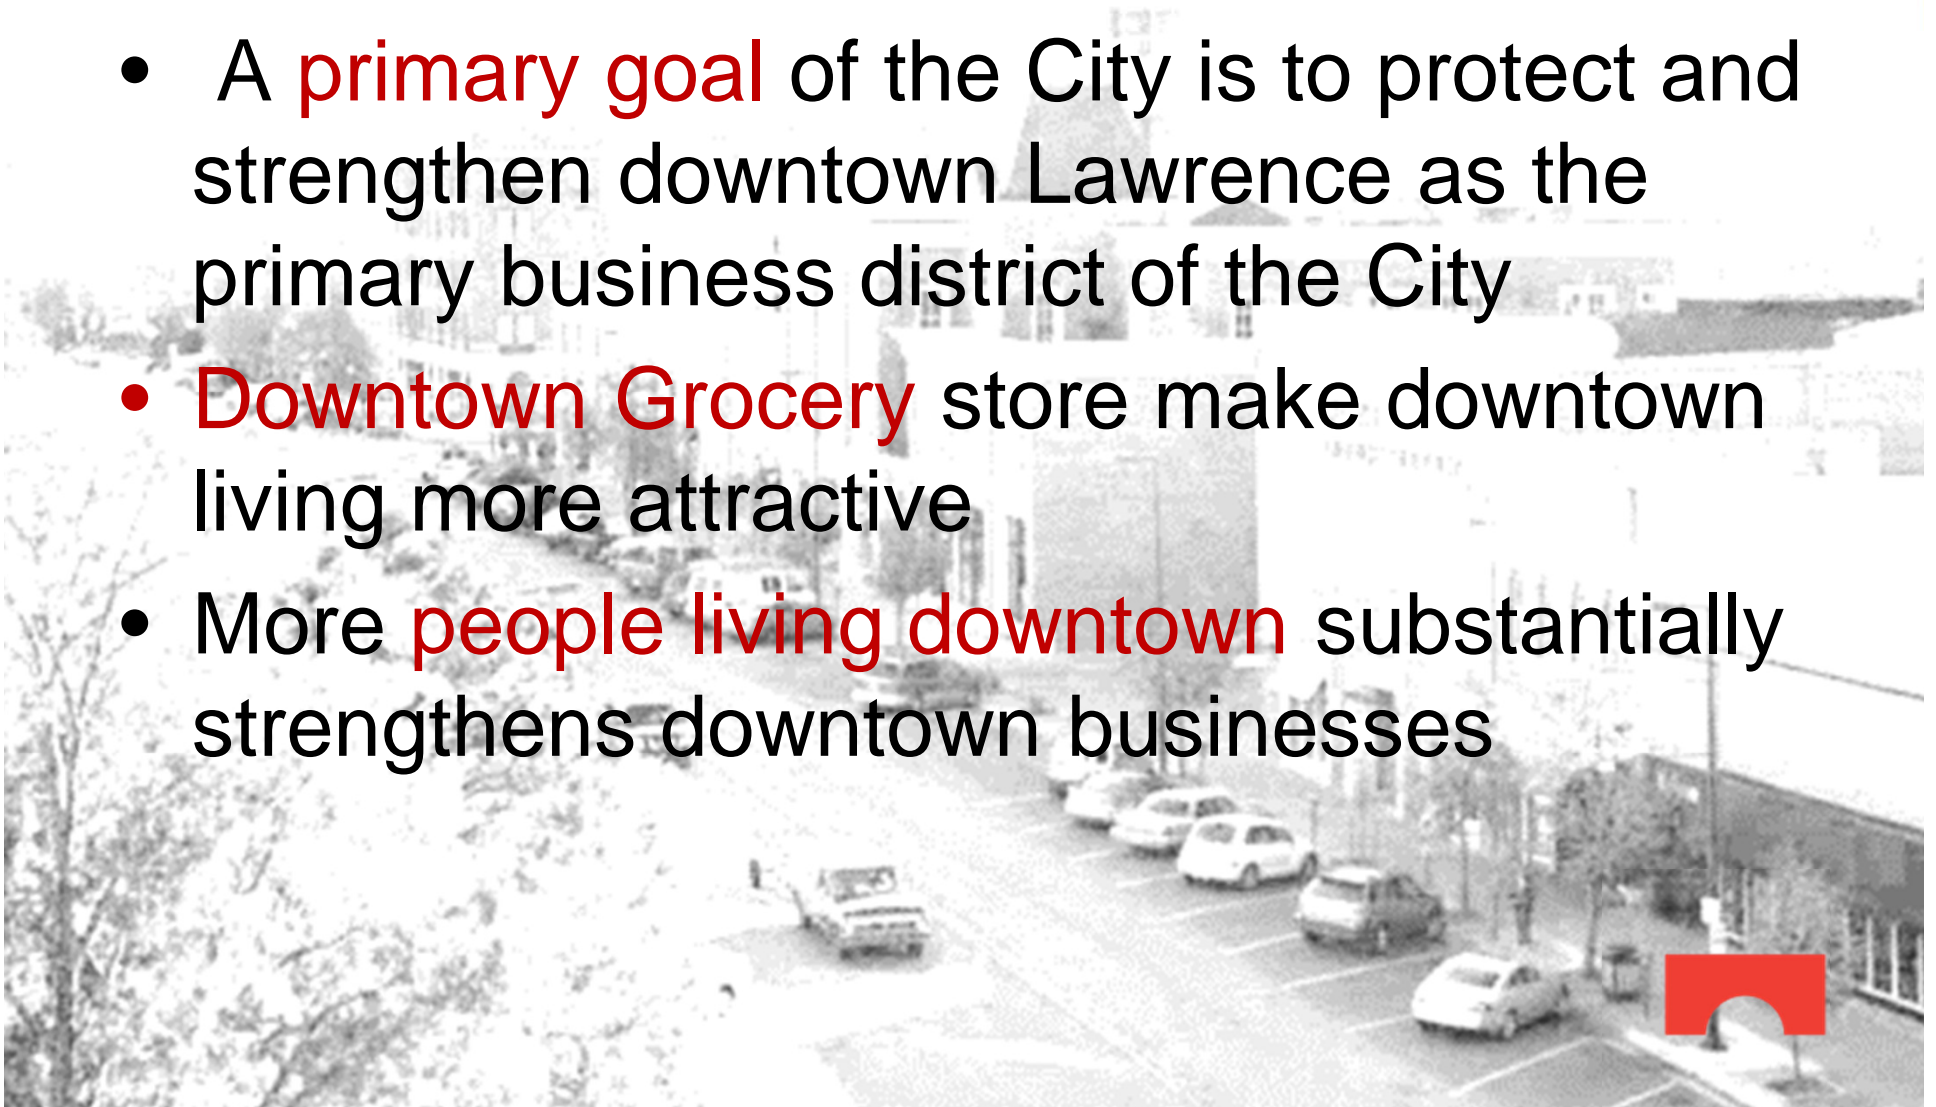 • A primary goal of the City is to protect and
strengthen downtown Lawrence as the
primary business district of the City
• Downtown Grocery store make downtown
living more attractive
• More people living downtown substantially
strengthens downtown businesses